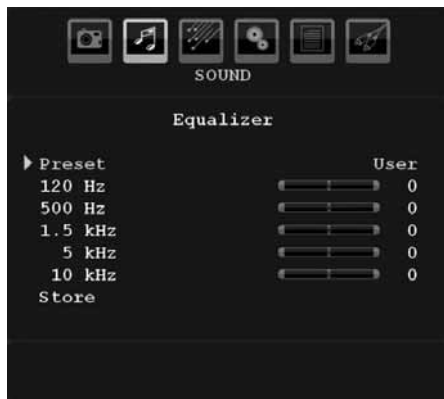 SOUND
Equalizer
Preset User
120 Hz 0
500 Hz 0
1.5 kHz 0
5 kHz 0
10 kHz 0
Store